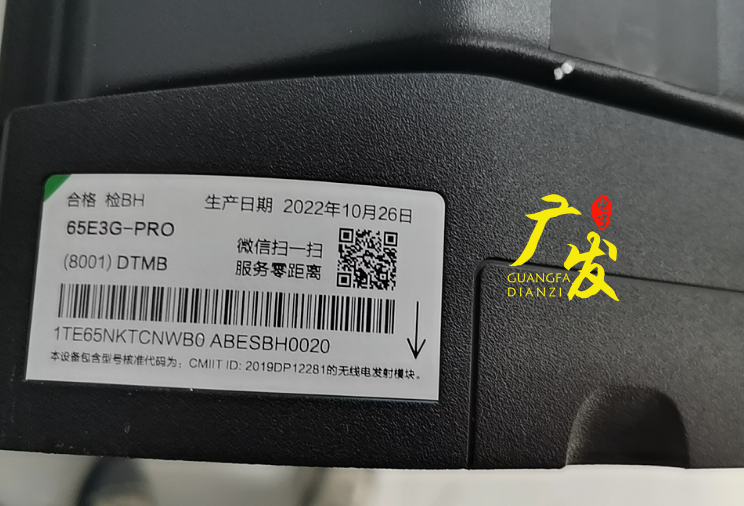 合格 检BH 生产日期 2022年10月26日
65E3G-PRO
微信扫一扫
(8001) DTMB
服务零距离
1TE65NKTCNWB0 ABESBH0020
本设备包含型号核准代码为：CMIIT ID: 2019DP12281的无线电发射模块。
广发
GUANGFA
DIANZI